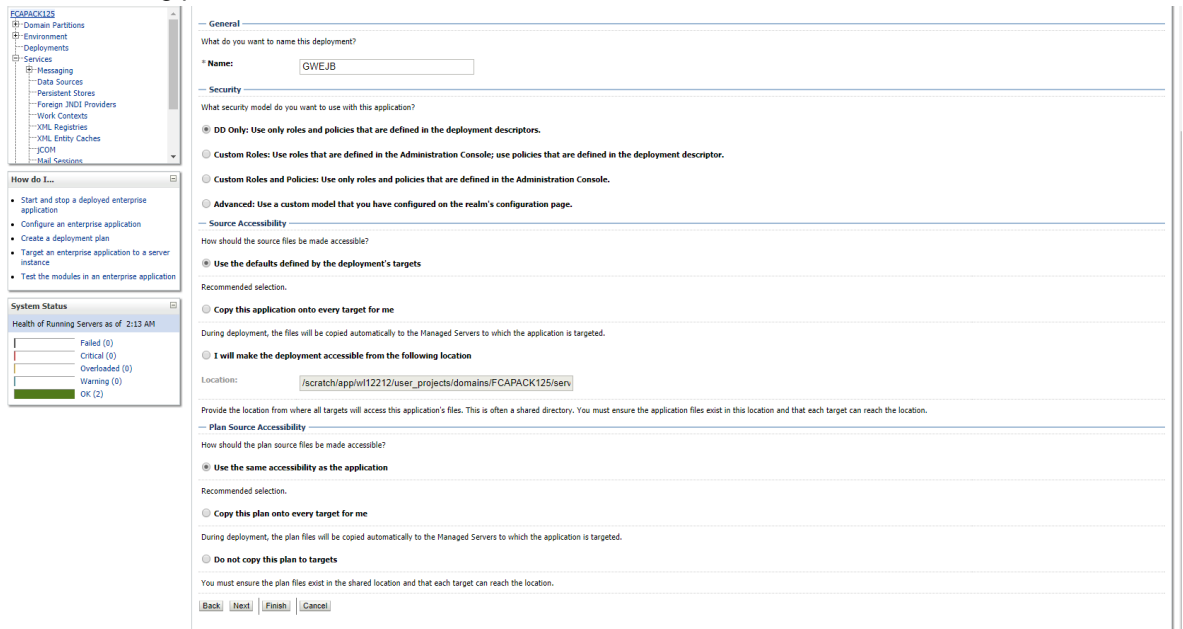 FCAPACK125
Domain Partitions
Environment
Deployments
Services
Messaging
Data Sources
Persistent Stores
Foreign JNDI Providers
Work Contexts
XML Registries
XML Entity Caches
jCOM
Mail Sessions
How do I...
Start and stop a deployed enterprise
application
Configure an enterprise application
Create a deployment plan
Target an enterprise application to a server
instance
Test the modules in an enterprise application
System Status
Health of Running Servers as of 2:13 AM
Failed (0)
Critical (0)
Overloaded (0)
Warning (0)
OK (2)
General
What do you want to name this deployment?
* Name: GWEJB
Security
What security model do you want to use with this application?
DD Only: Use only roles and policies that are defined in the deployment descriptors.
Custom Roles: Use roles that are defined in the Administration Console; use policies that are defined in the deployment descriptor.
Custom Roles and Policies: Use only roles and policies that are defined in the Administration Console.
Advanced: Use a custom model that you have configured on the realm's configuration page.
Source Accessibility
How should the source files be made accessible?
Use the defaults defined by the deployment's targets
Recommended selection.
Copy this application onto every target for me
During deployment, the files will be copied automatically to the Managed Servers to which the application is targeted.
I will make the deployment accessible from the following location
Location: /scratch/app/wl12212/user_projects/domains/FCAPACK125/serv
Provide the location from where all targets will access this application's files. This is often a shared directory. You must ensure the application files exist in this location and that each target can reach the location.
Plan Source Accessibility
How should the plan source files be made accessible?
Use the same accessibility as the application
Recommended selection.
Copy this plan onto every target for me
During deployment, the plan files will be copied automatically to the Managed Servers to which the application is targeted.
Do not copy this plan to targets
You must ensure the plan files exist in the shared location and that each target can reach the location.
Back Next Finish Cancel